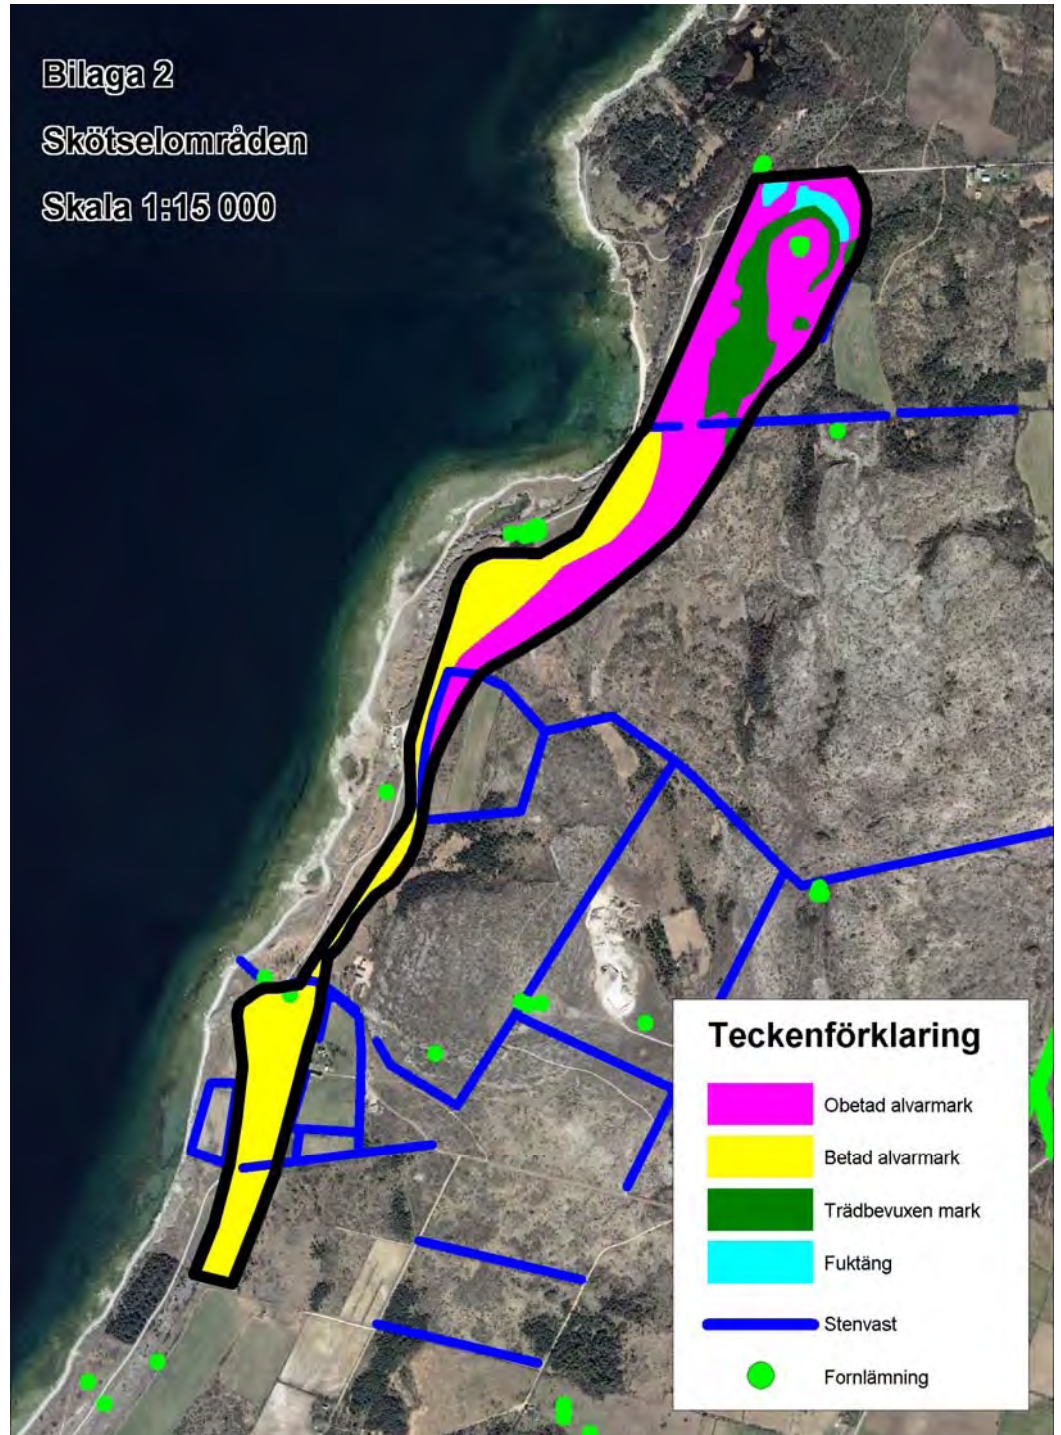 Bilaga 2
Skötselområden
Skala 1:15 000
Teckenförklaring
Obetad alvarmark
Betad alvarmark
Trädbevuxen mark
Fuktäng
Stenvast
Fornlämning